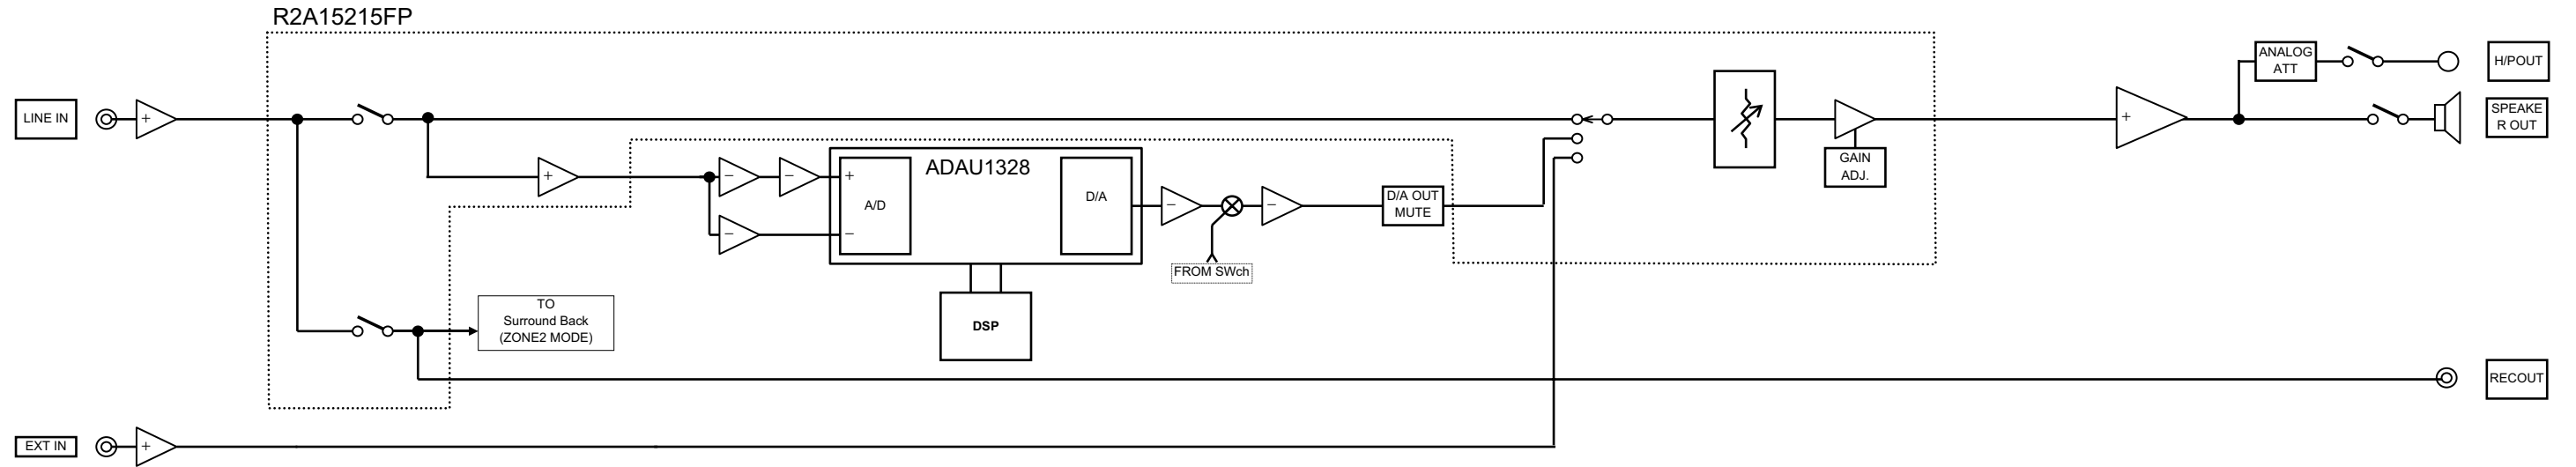 R2A15215FP
ANALOG
ATT
H/POUT
LINE IN
+
+
SPEAKE
R OUT
GAIN
ADJ.
+
−
−
+
ADAU1328
A/D
−
−
D/A
−
−
D/A OUT
MUTE
FROM SWch
DSP
TO
Surround Back
(ZONE2 MODE)
RECOUT
EXT IN
+